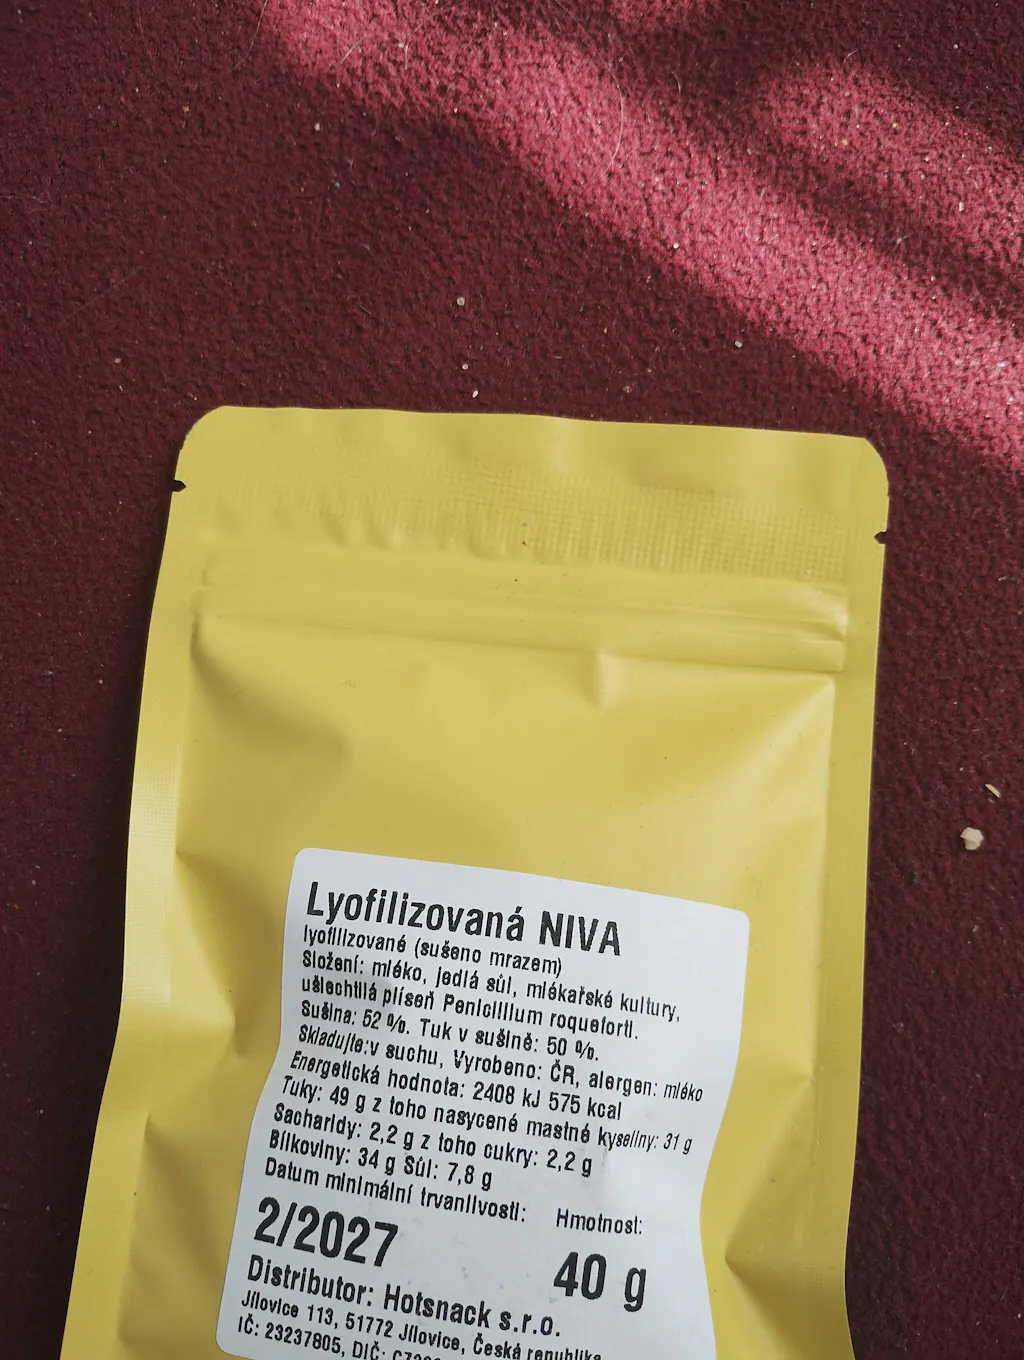 Lyofilizovaná NIVA
lyofilizované (sušeno mrazem)
Složení: mléko, jedlá sůl, mlékařské kultury,
ušlechtilá plíseň Penicillium roqueforti.
Sušina: 52 %. Tuk v sušině: 50 %.
Skladujte:v suchu, Vyrobeno: ČR, alergen: mléko
Energetická hodnota: 2408 kJ 575 kcal
Tuky: 49 g z toho nasycené mastné kyseliny: 31 g
Sacharidy: 2,2 g z toho cukry: 2,2 g
Bílkoviny: 34 g Sůl: 7,8 g
Datum minimální trvanlivosti: Hmotnost:
2/2027 40 g
Distributor: Hotsnack s.r.o.
Jílovice 113, 51772 Jílovice, Česká republika
IČ: 23237805, DIČ: